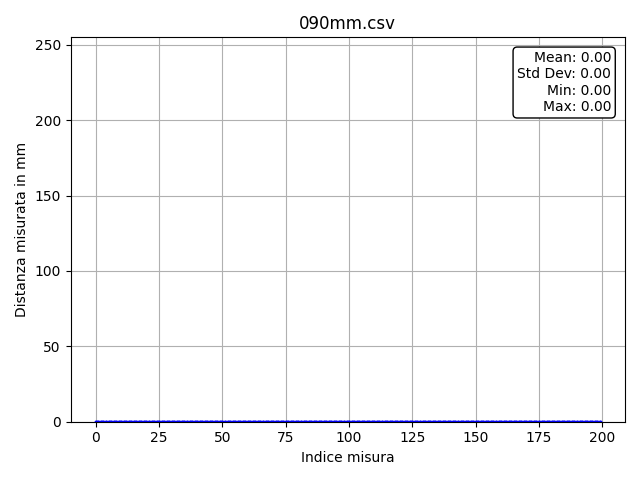 090mm.csv
Mean: 0.00
Std Dev: 0.00
Min: 0.00
Max: 0.00
Distanza misurata in mm
250
200
150
100
50
0
0 25 50 75 100 125 150 175 200
Indice misura